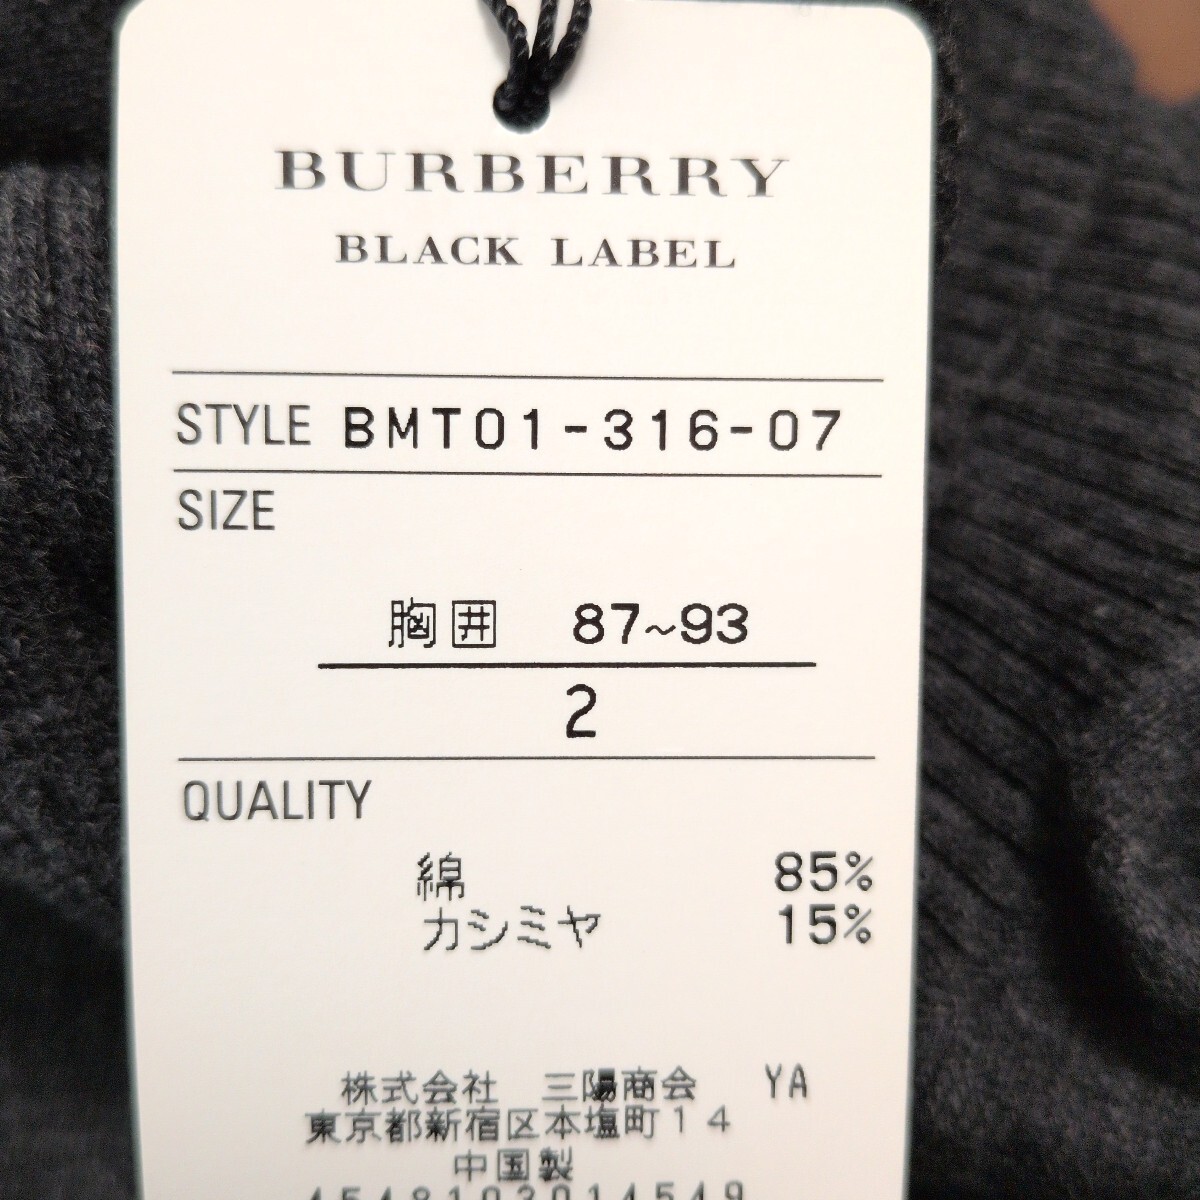 BURBERRY
BLACK LABEL
STYLE BMT01-316-07
SIZE
胸囲 87~93
2
QUALITY
綿 85%
カシミヤ 15%
株式会社 三陽商会 YA
東京都新宿区本塩町14
中国製
4548103014549